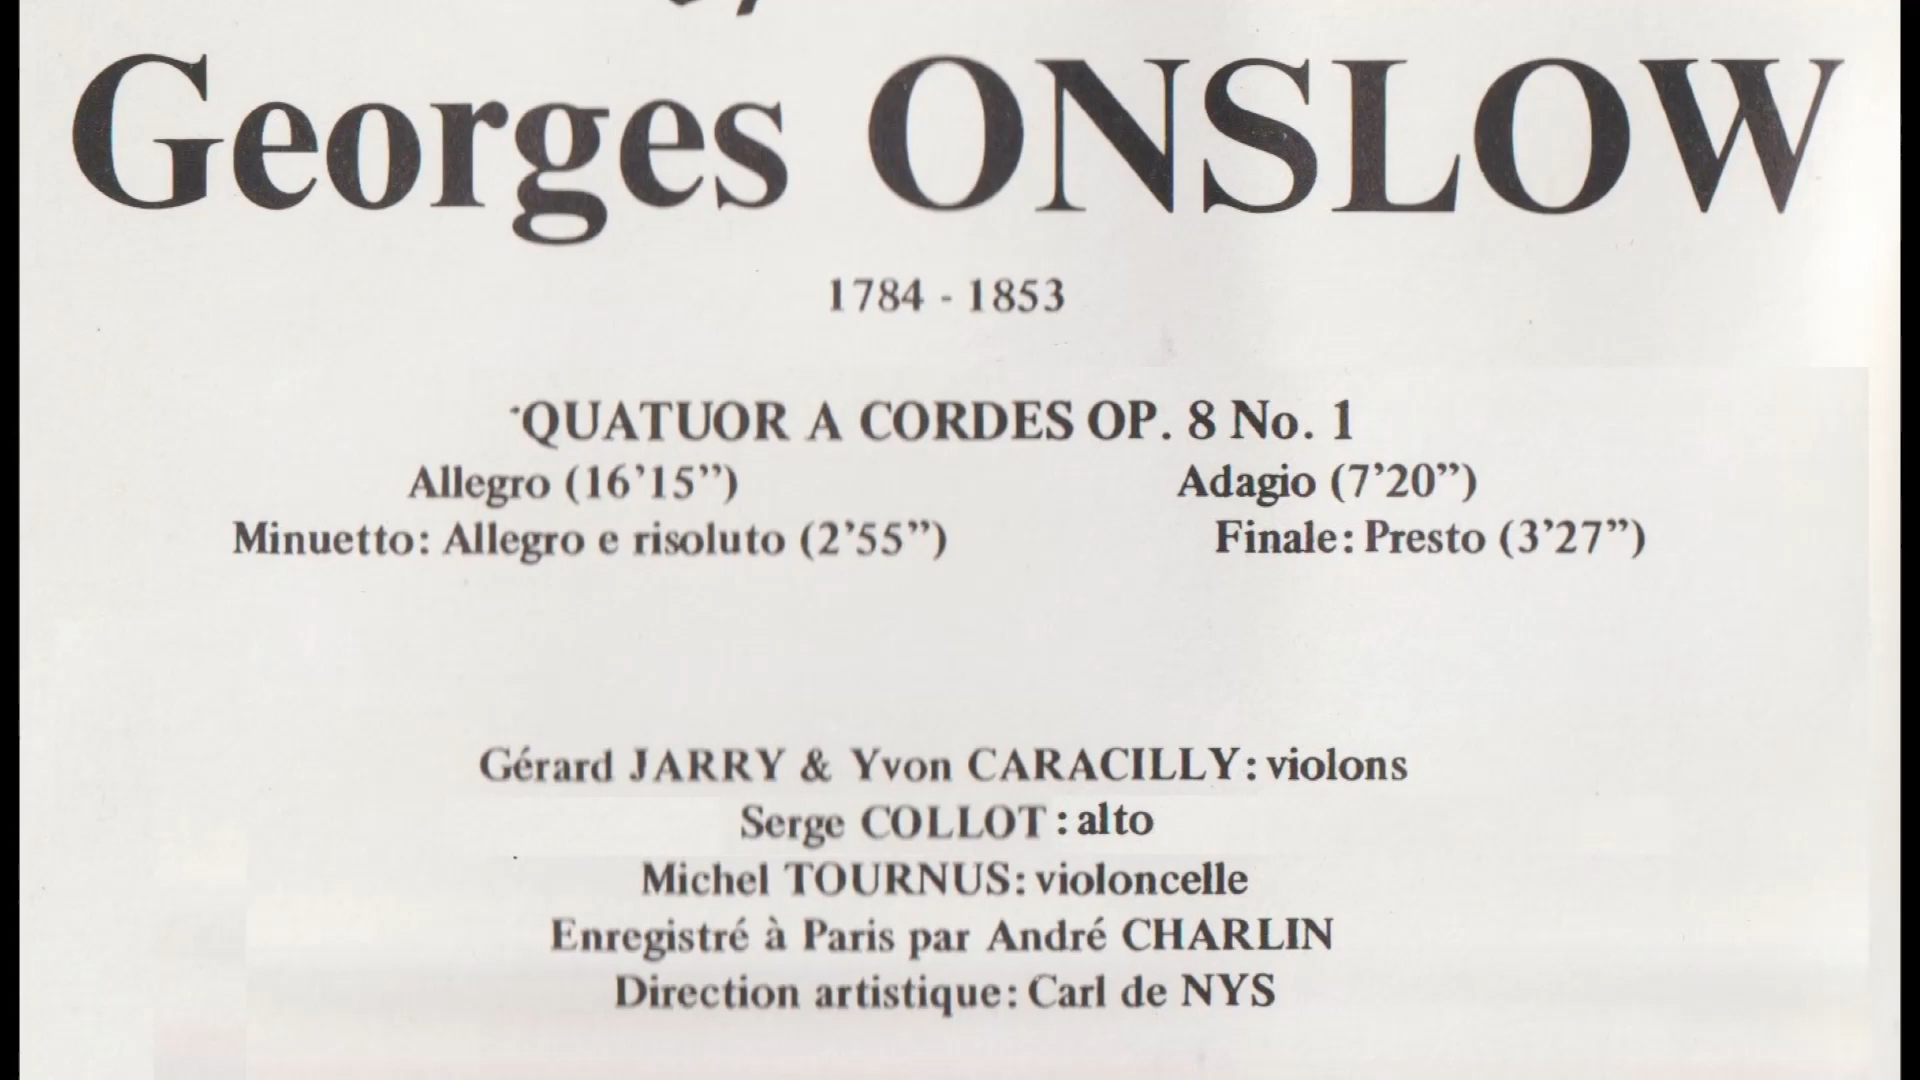 Georges ONSLOW
1784 - 1853
QUATUOR A CORDES OP. 8 No. 1
Allegro (16’15”) Adagio (7’20”)
Minuetto: Allegro e risoluto (2’55”) Finale: Presto (3’27”)
Gérard JARRY & Yvon CARACILLY: violons
Serge COLLOT : alto
Michel TOURNUS: violoncelle
Enregistré à Paris par André CHARLIN
Direction artistique: Carl de NYS